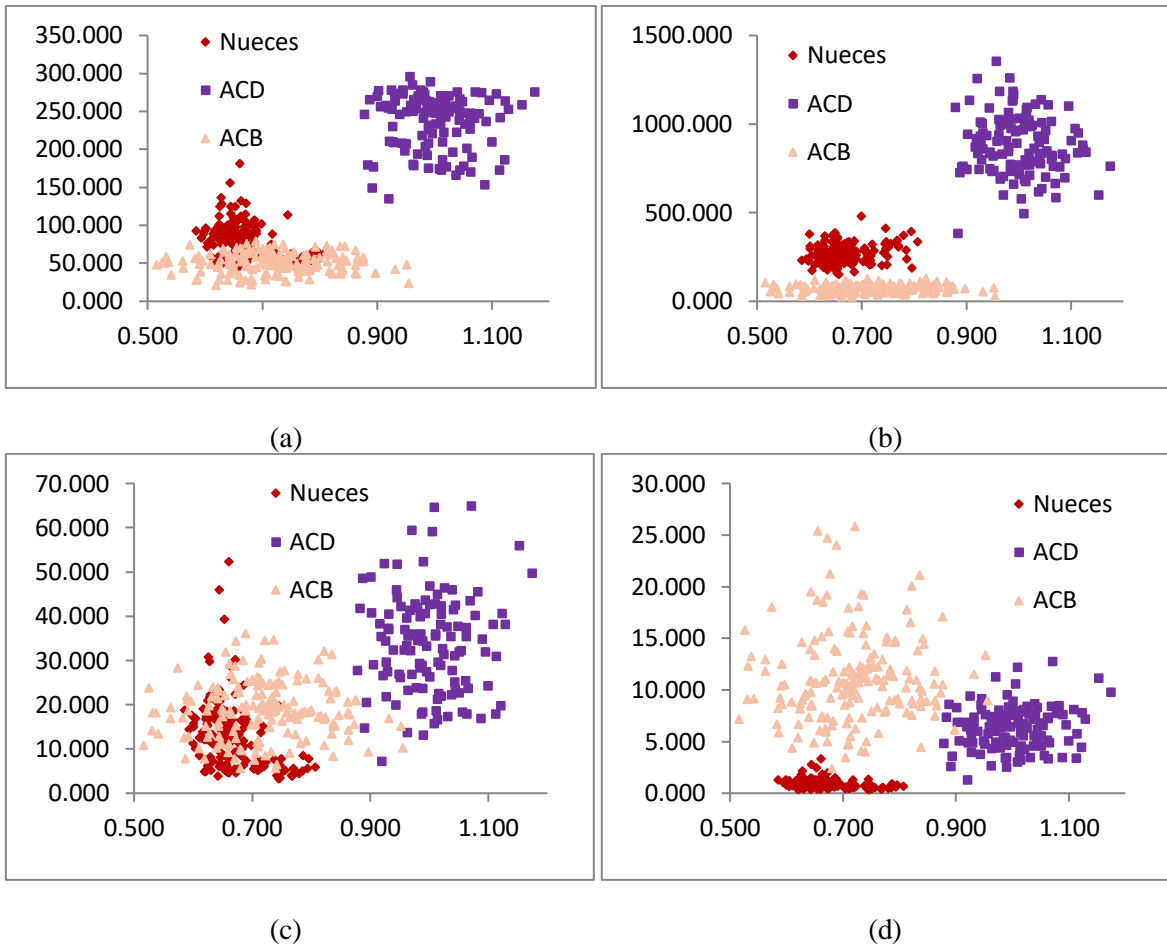 350.000
300.000
250.000
200.000
150.000
100.000
50.000
0.000
0.500 0.700 0.900 1.100
Nueces
ACD
ACB
(a)
1500.000
1000.000
500.000
0.000
0.500 0.700 0.900 1.100
Nueces
ACD
ACB
(b)
70.000
60.000
50.000
40.000
30.000
20.000
10.000
0.000
0.500 0.700 0.900 1.100
Nueces
ACD
ACB
(c)
30.000
25.000
20.000
15.000
10.000
5.000
0.000
0.500 0.700 0.900 1.100
Nueces
ACD
ACB
(d)